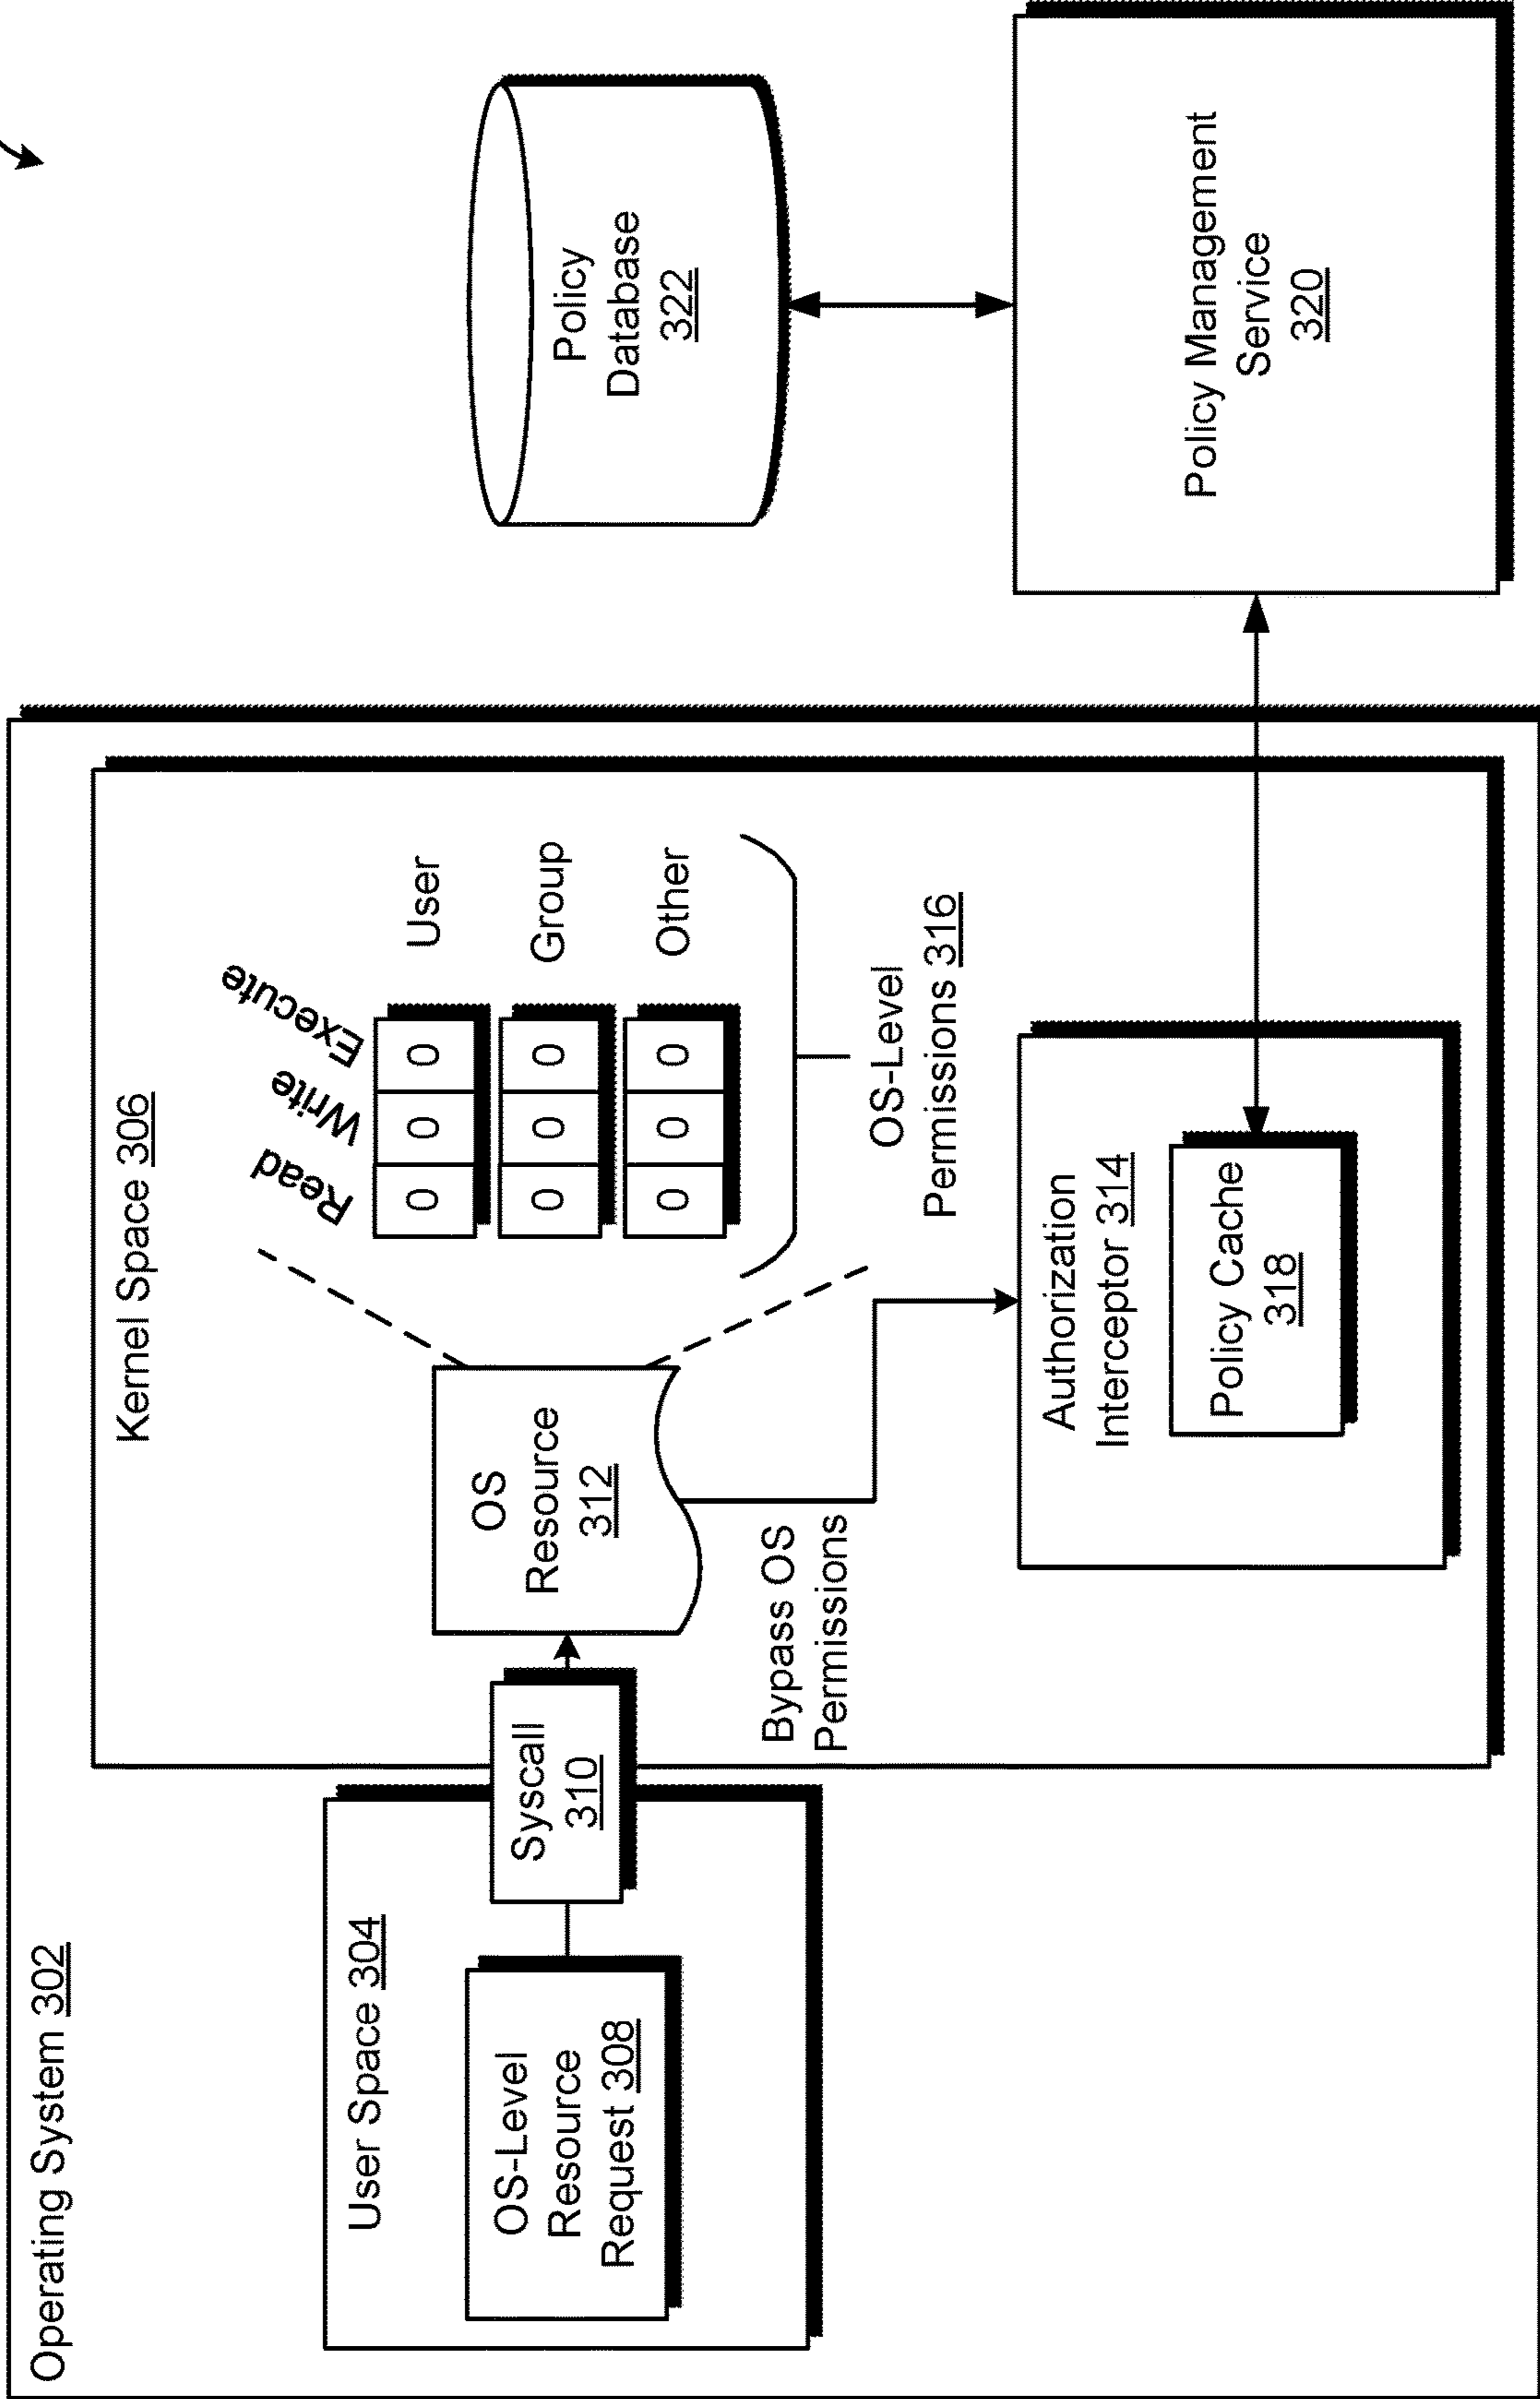 Operating System 302
User Space 304
OS-Level
Resource
Request 308
Syscall
310
Kernel Space 306
OS
Resource
312
Read
Write
Execute
0 0 0 User
0 0 0 Group
0 0 0 Other
OS-Level
Permissions 316
Bypass OS
Permissions
Authorization
Interceptor 314
Policy Cache
318
Policy
Database
322
Policy Management
Service
320